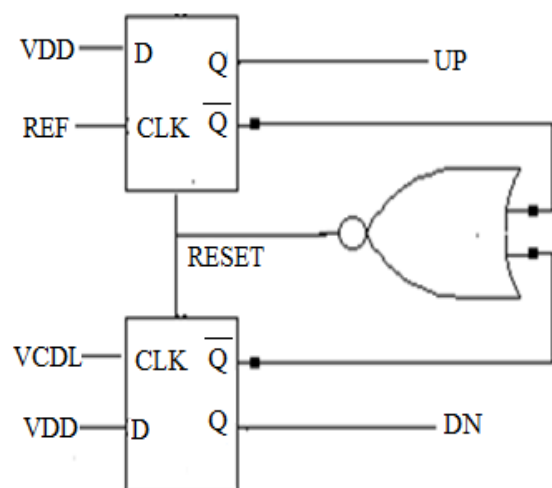 VDD D Q UP
REF CLK Q
RESET
VCDL CLK Q
VDD D Q DN